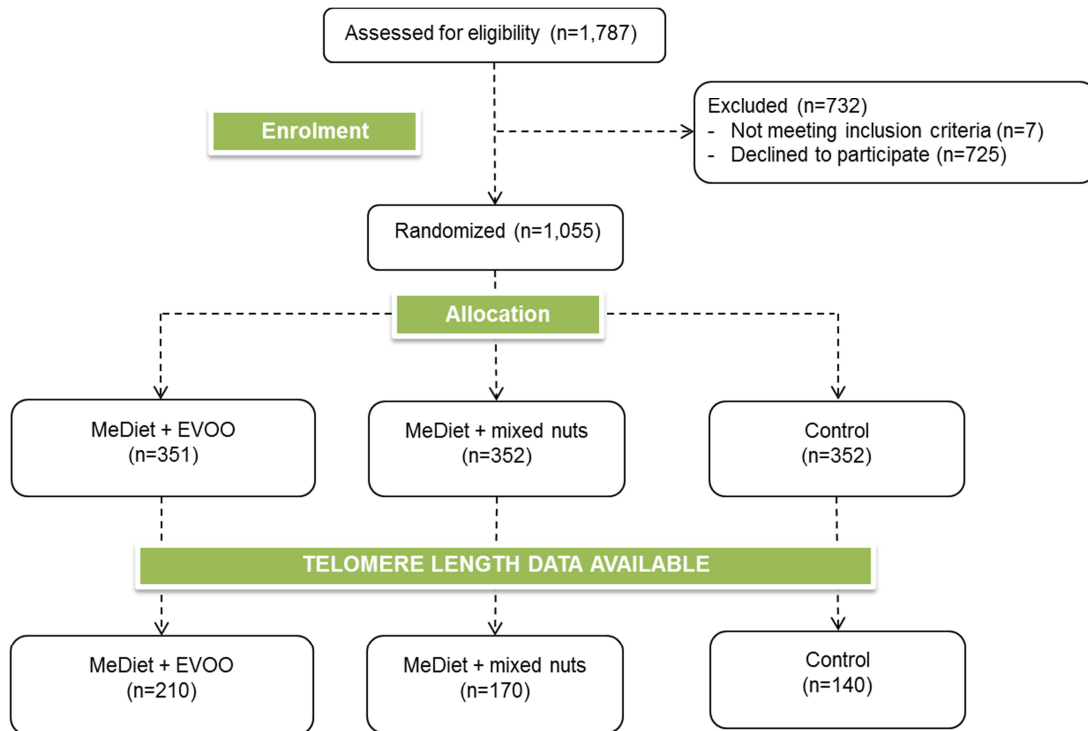 Assessed for eligibility (n=1,787)
Enrolment
Excluded (n=732)
- Not meeting inclusion criteria (n=7)
- Declined to participate (n=725)
Randomized (n=1,055)
Allocation
MeDiet + EVOO
(n=351)
MeDiet + mixed nuts
(n=352)
Control
(n=352)
TELOMERE LENGTH DATA AVAILABLE
MeDiet + EVOO
(n=210)
MeDiet + mixed nuts
(n=170)
Control
(n=140)